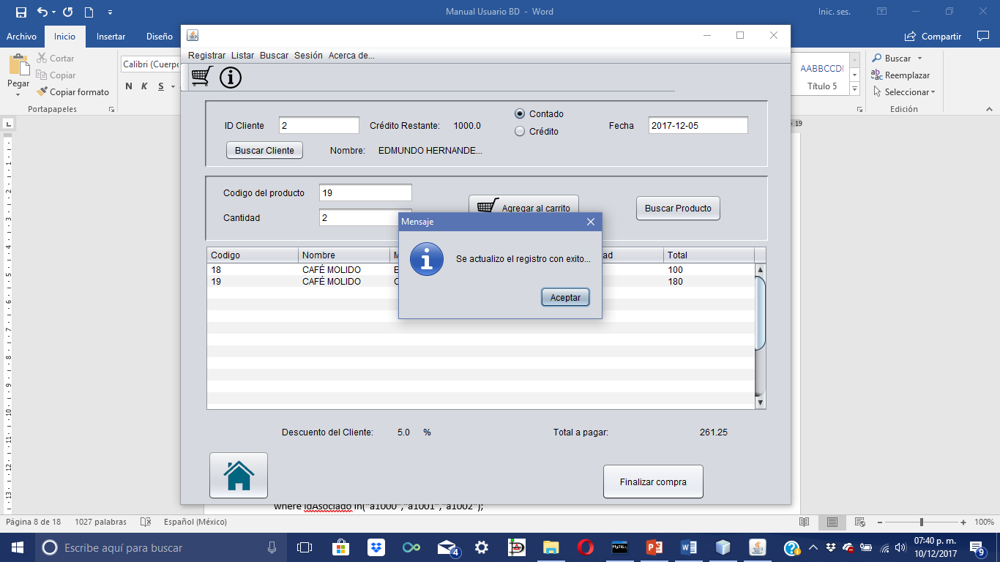 Manual Usuario BD - Word
Inic. ses.
Archivo Inicio Insertar Diseño
Compartir
Registrar Listar Buscar Sesión Acerca de...
Cortar
Copiar
Copiar formato
Pegar
Portapapeles
Calibri (Cuerpo
N K S
AABBCCDI
Título 5
Buscar
Reemplazar
Seleccionar
Edición
19
ID Cliente 2 Crédito Restante: 1000.0
Contado
Crédito
Fecha 2017-12-05
Buscar Cliente Nombre: EDMUNDO HERNANDE...
Codigo del producto 19
Cantidad 2
Agregar al carrito
Buscar Producto
Mensaje
Se actualizo el registro con exito...
Aceptar
Codigo Nombre M ad Total
18 CAFÉ MOLIDO 100
19 CAFÉ MOLIDO 180
Descuento del Cliente: 5.0 % Total a pagar: 261.25
Finalizar compra
where idAsociado in("a1000","a1001","a1002");
Página 8 de 18 1027 palabras Español (México) 100%
Escribe aquí para buscar
4
MySQL
07:40 p. m.
10/12/2017
9